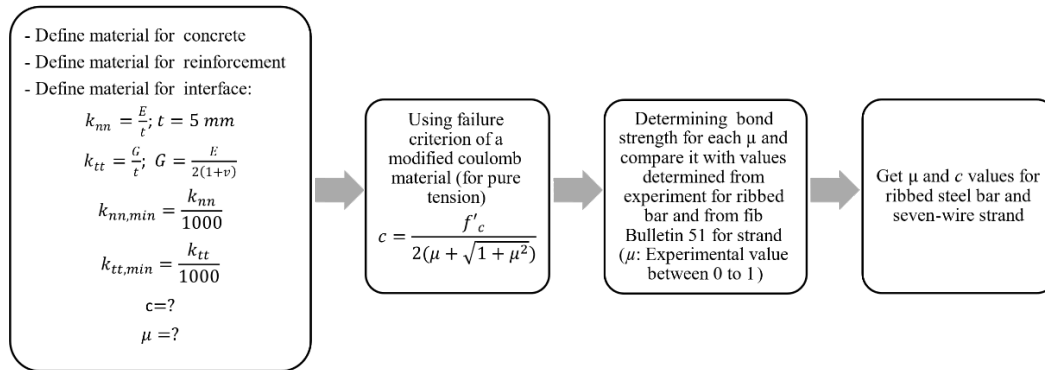 - Define material for concrete
- Define material for reinforcement
- Define material for interface:
k_nn = E/t; t = 5 mm
k_tt = G/t; G = E/2(1+v)
k_nn,min = k_nn/1000
k_tt,min = k_tt/1000
c=?
μ =?
Using failure
criterion of a
modified coulomb
material (for pure
tension)
c = f'_c/2(μ + √1 + μ²)
Determining bond
strength for each μ and
compare it with values
determined from
experiment for ribbed
bar and from fib
Bulletin 51 for strand
(μ: Experimental value
between 0 to 1)
Get μ and c values for
ribbed steel bar and
seven-wire strand